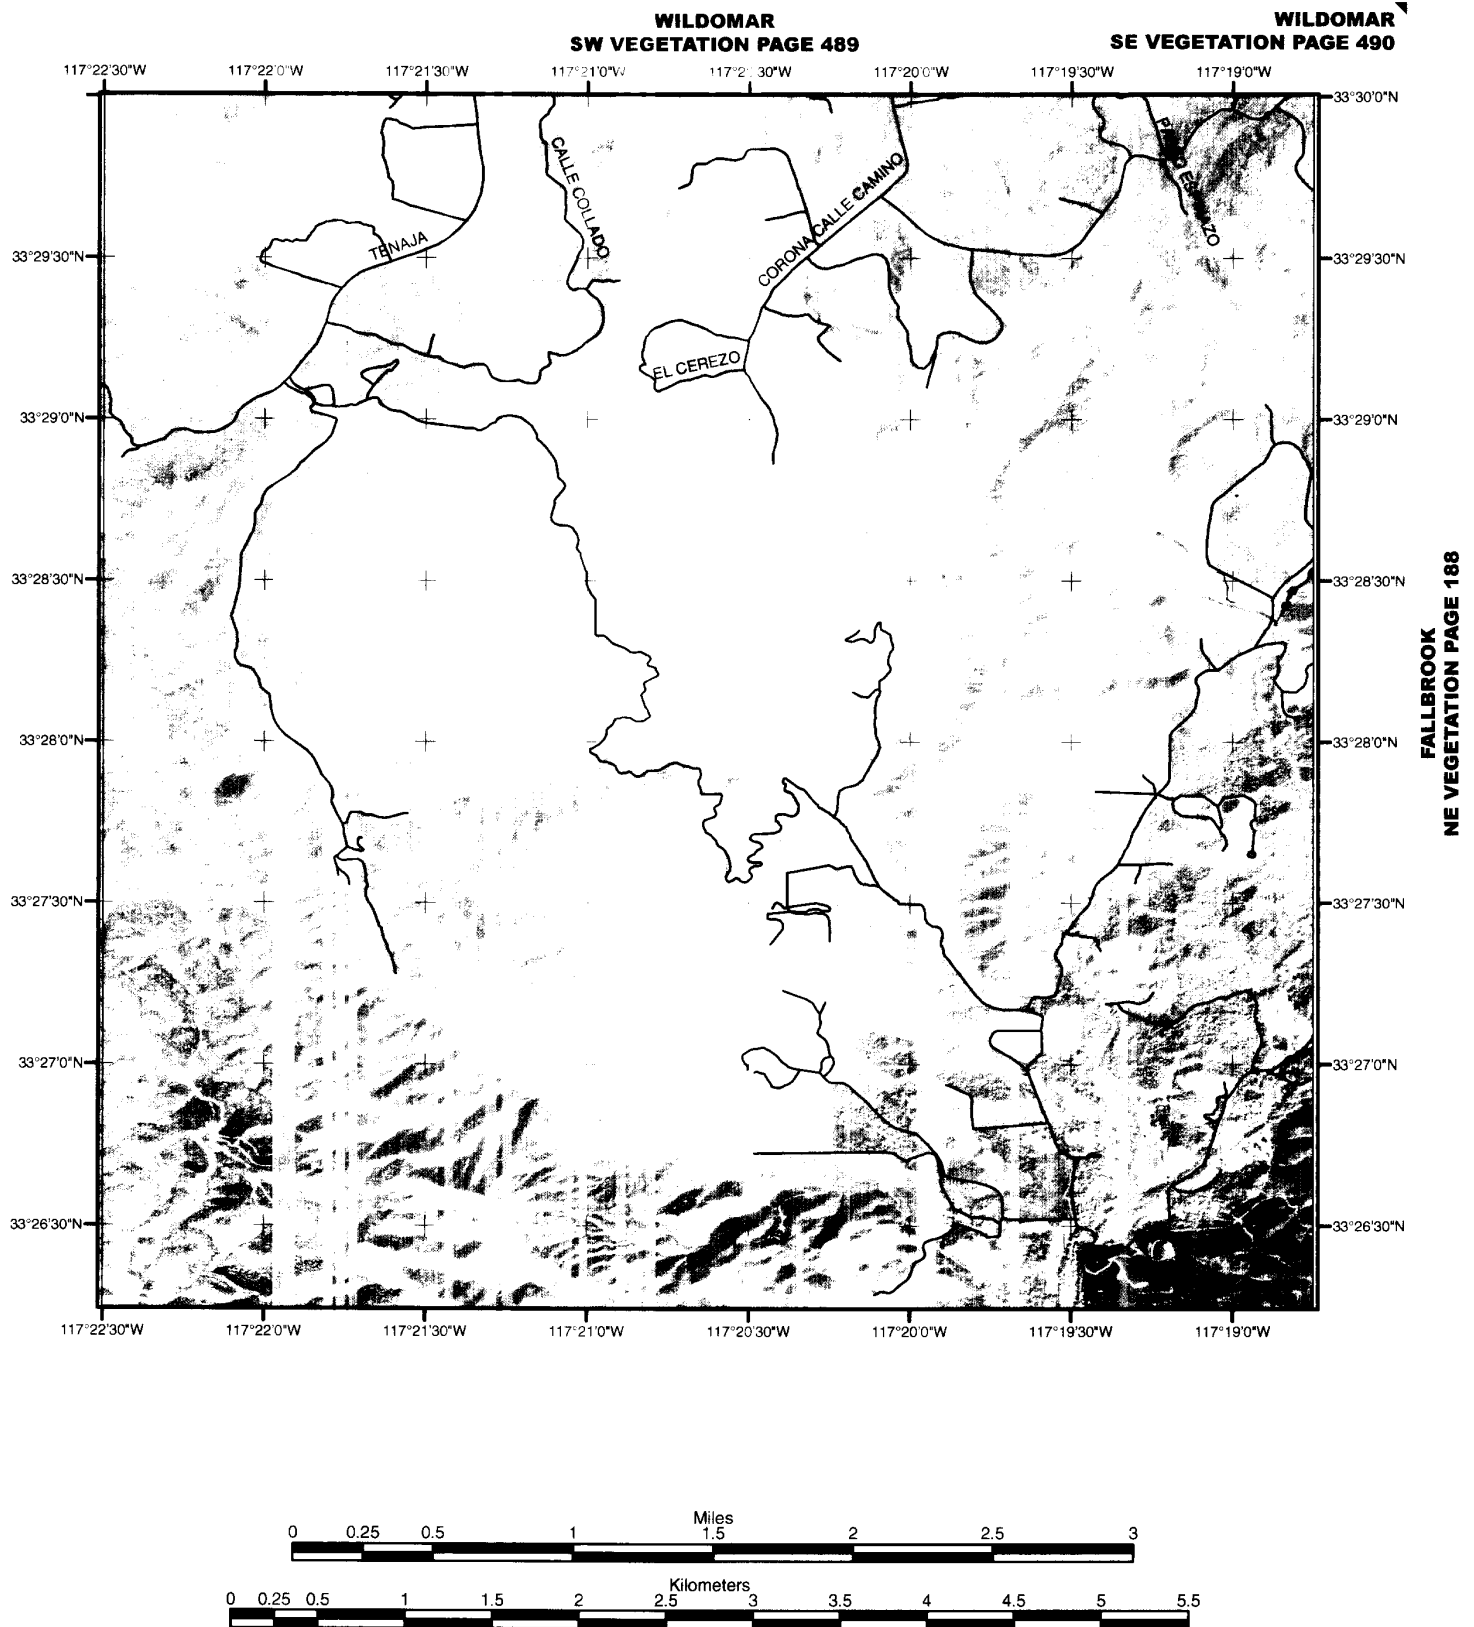 WILDOMAR
SW VEGETATION PAGE 489
WILDOMAR
SE VEGETATION PAGE 490
117°22'30"W 117°22'0"W 117°21'30"W 117°21'0"W 117°21'30"W 117°20'0"W 117°19'30"W 117°19'0"W
33°30'0"N
CALLE COLLADO
CORONA CALLE CAMINO
TENAJA
33°29'30"N 33°29'30"N
EL CEREZO
33°29'0"N 33°29'0"N
33°28'30"N 33°28'30"N
FALLBROOK
NE VEGETATION PAGE 188
33°28'0"N 33°28'0"N
33°27'30"N 33°27'30"N
33°27'0"N 33°27'0"N
33°26'30"N 33°26'30"N
117°22'30"W 117°22'0"W 117°21'30"W 117°21'0"W 117°20'30"W 117°20'0"W 117°19'30"W 117°19'0"W
Miles
0 0.25 0.5 1 1.5 2 2.5 3
Kilometers
0 0.25 0.5 1 1.5 2 2.5 3 3.5 4 4.5 5 5.5